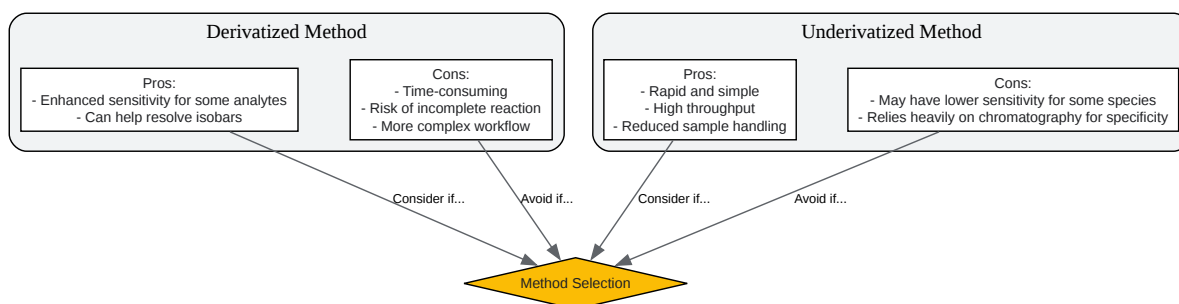 Derivatized Method
Pros:
- Enhanced sensitivity for some analytes
- Can help resolve isobars
Cons:
- Time-consuming
- Risk of incomplete reaction
- More complex workflow
Underivatized Method
Pros:
- Rapid and simple
- High throughput
- Reduced sample handling
Cons:
- May have lower sensitivity for some species
- Relies heavily on chromatography for specificity
Consider if...
Avoid if...
Consider if...
Avoid if...
Method Selection